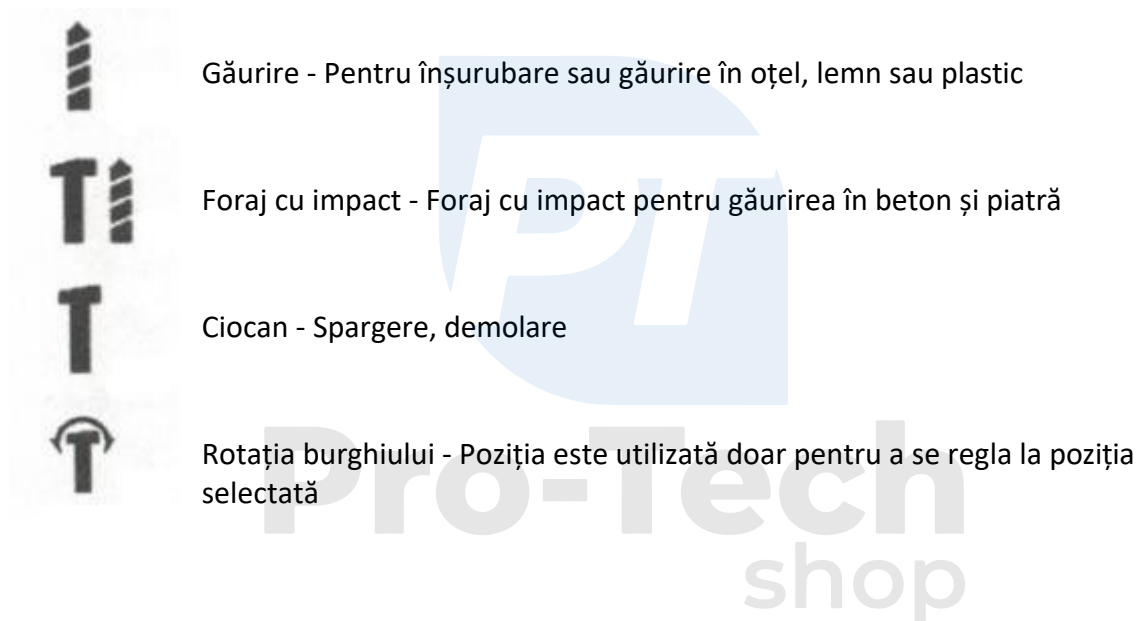 Găurire - Pentru înșurubare sau găurire în oțel, lemn sau plastic
Foraj cu impact - Foraj cu impact pentru găurirea în beton și piatră
Ciocan - Spargere, demolare
Rotația burghiului - Poziția este utilizată doar pentru a se regla la poziția
selectată
PT
Pro-Tech
shop